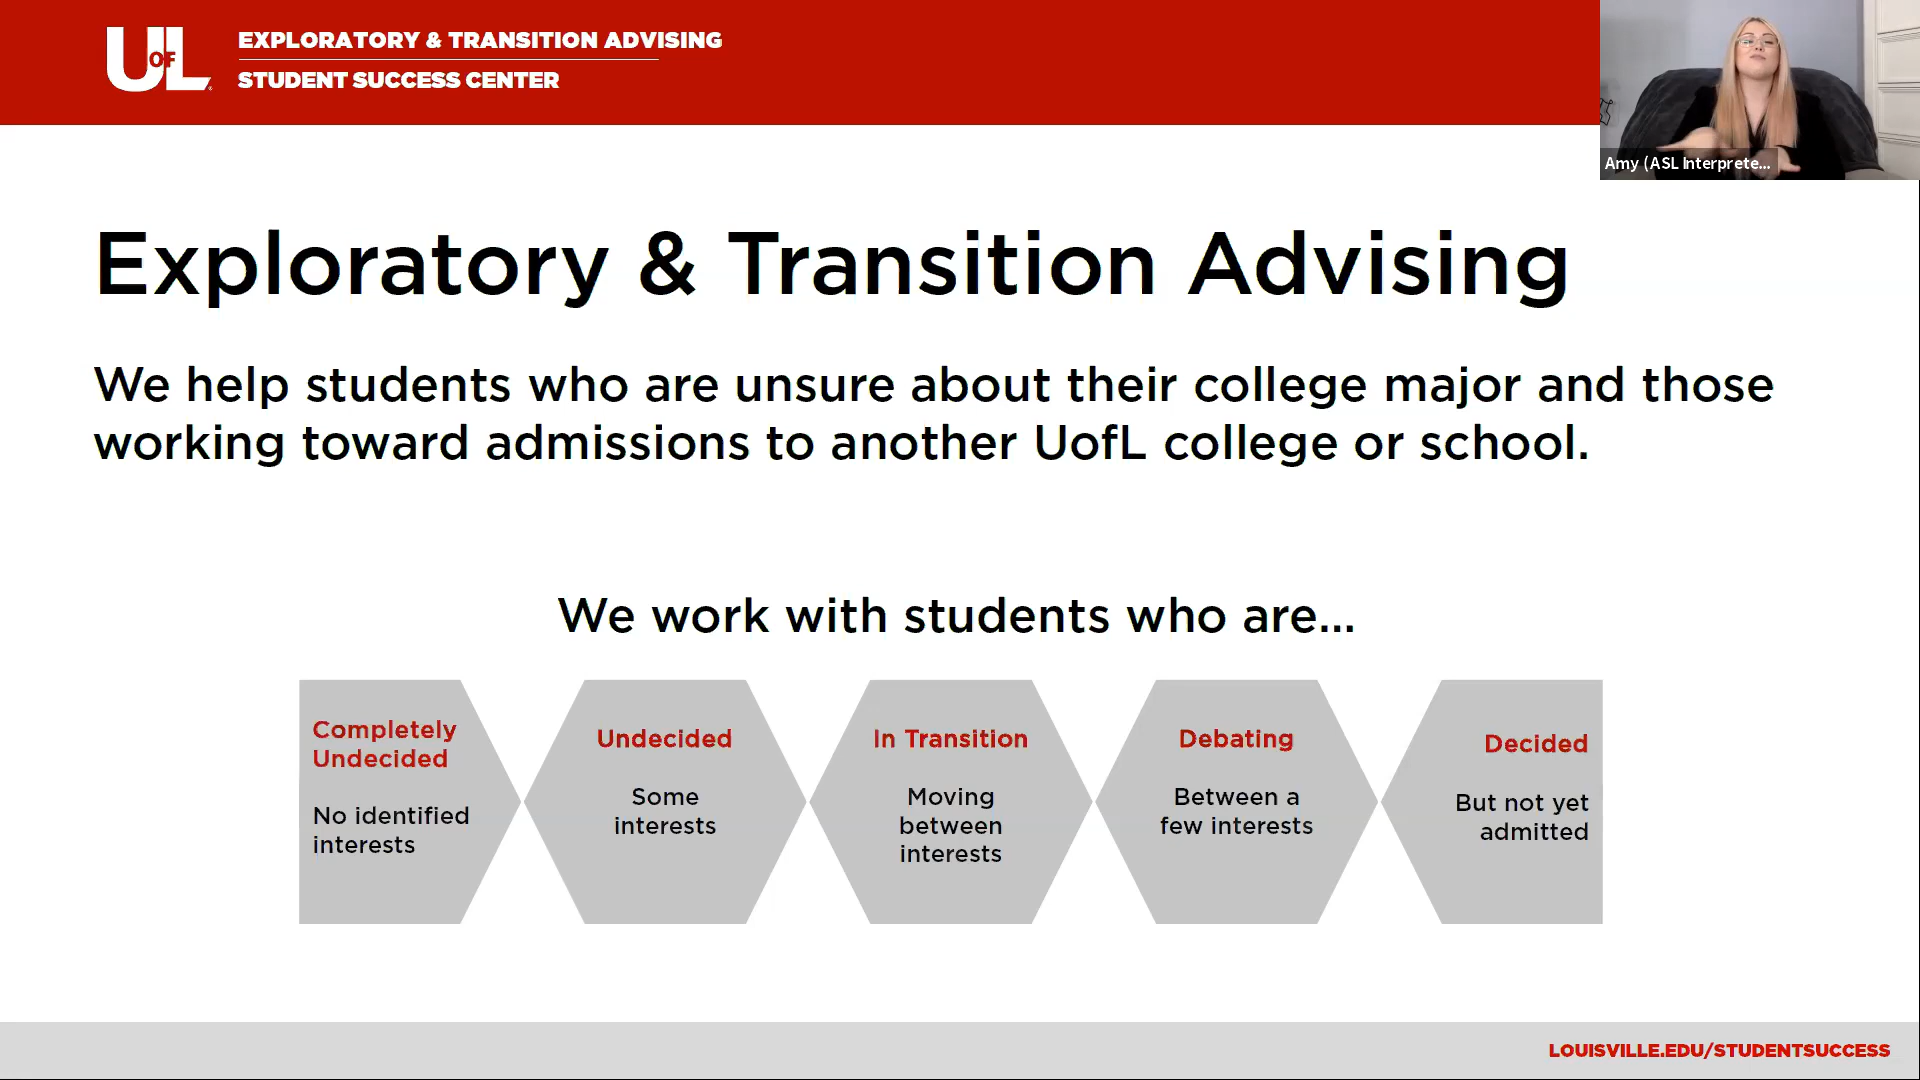 UofL
EXPLORATORY & TRANSITION ADVISING
STUDENT SUCCESS CENTER
Amy (ASL Interprete...
Exploratory & Transition Advising
We help students who are unsure about their college major and those
working toward admissions to another UofL college or school.
We work with students who are...
Completely
Undecided
No identified
interests
Undecided
Some
interests
In Transition
Moving
between
interests
Debating
Between a
few interests
Decided
But not yet
admitted
LOUISVILLE.EDU/STUDENTSUCCESS